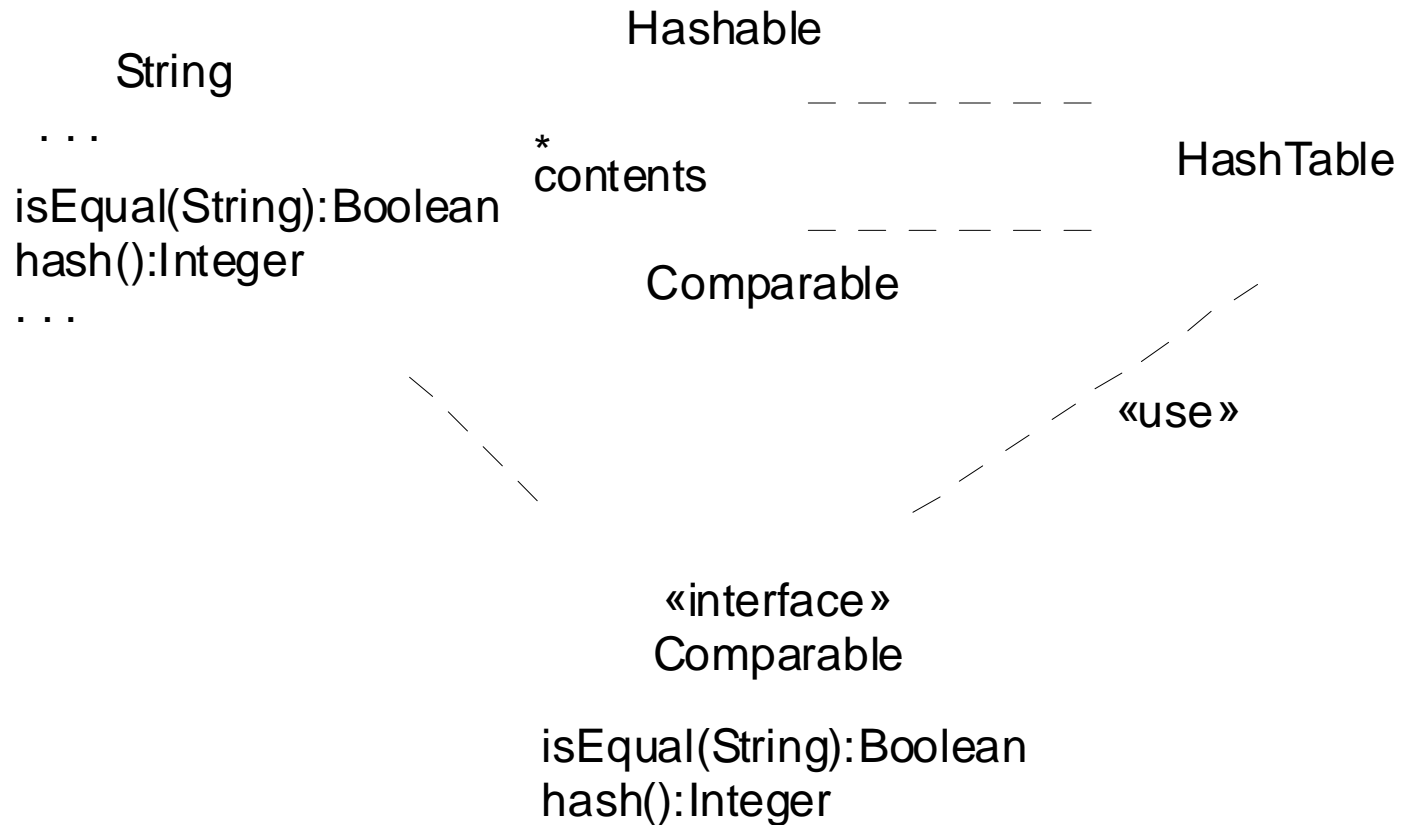 Hashable
String
. . .
*
contents
HashTable
isEqual(String):Boolean
hash():Integer
. . .
Comparable
«use»
«interface»
Comparable
isEqual(String):Boolean
hash():Integer